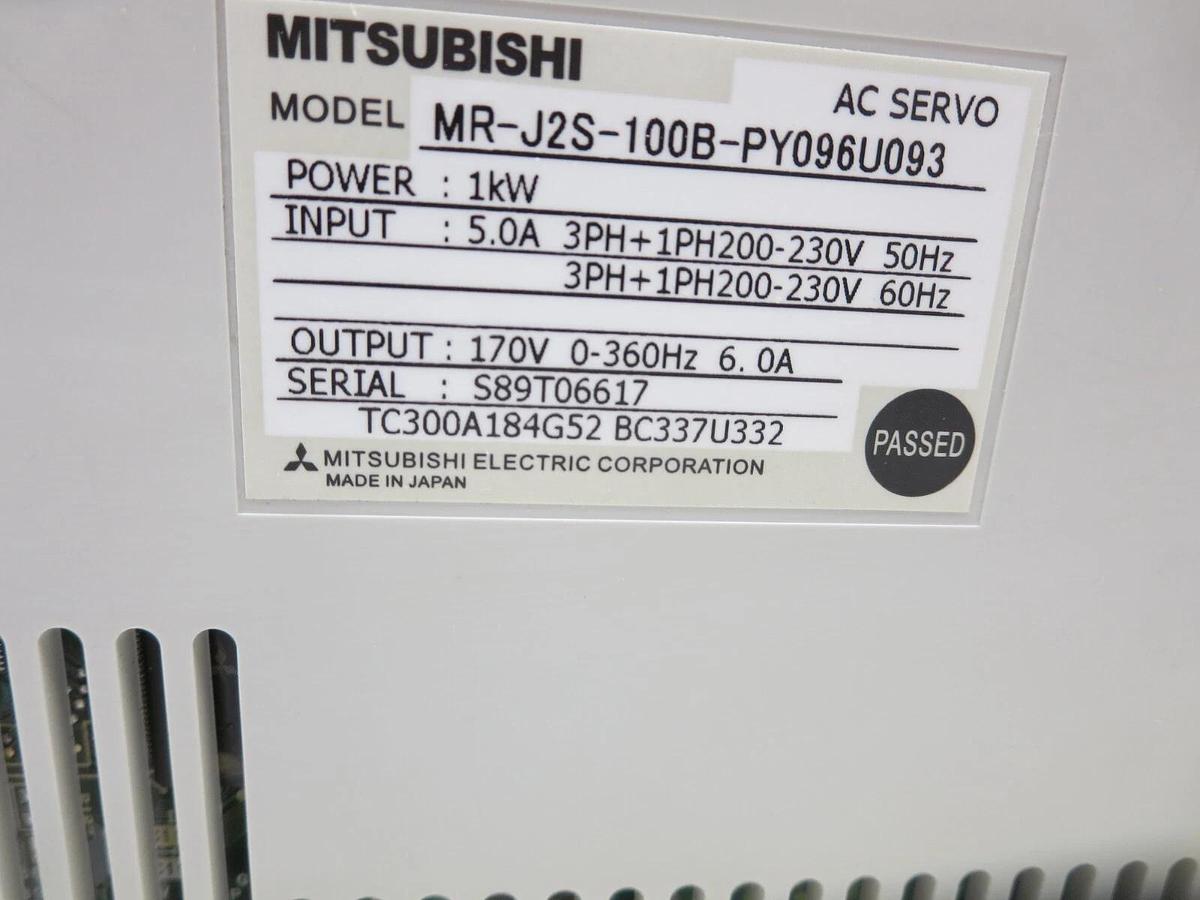 MITSUBISHI
AC SERVO
MODEL MR-J2S-100B-PY096U093
POWER : 1kW
INPUT : 5.0A 3PH+1PH200-230V 50Hz
3PH+1PH200-230V 60Hz
OUTPUT : 170V 0-360Hz 6.0A
SERIAL : S89T06617
TC300A184G52 BC337U332
PASSED
MITSUBISHI ELECTRIC CORPORATION
MADE IN JAPAN